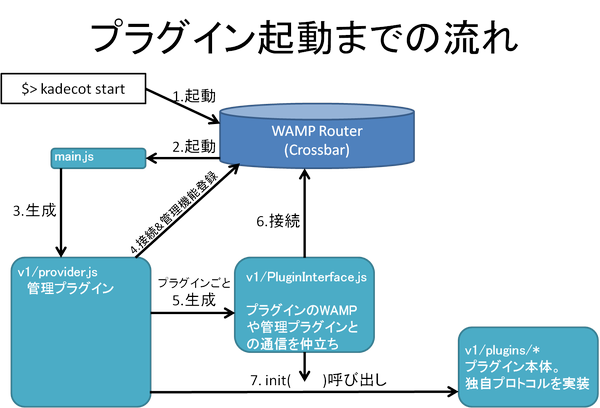 プラグイン起動までの流れ
$> kadecot start
1.起動
WAMP Router
(Crossbar)
2.起動
main.js
3.生成
4.接続&管理機能登録
6.接続
v1/provider.js
管理プラグイン
プラグインごと
5.生成
v1/PluginInterface.js
プラグインのWAMP
や管理プラグインと
の通信を仲立ち
7. init( )呼び出し
v1/plugins/*
プラグイン本体。
独自プロトコルを実装